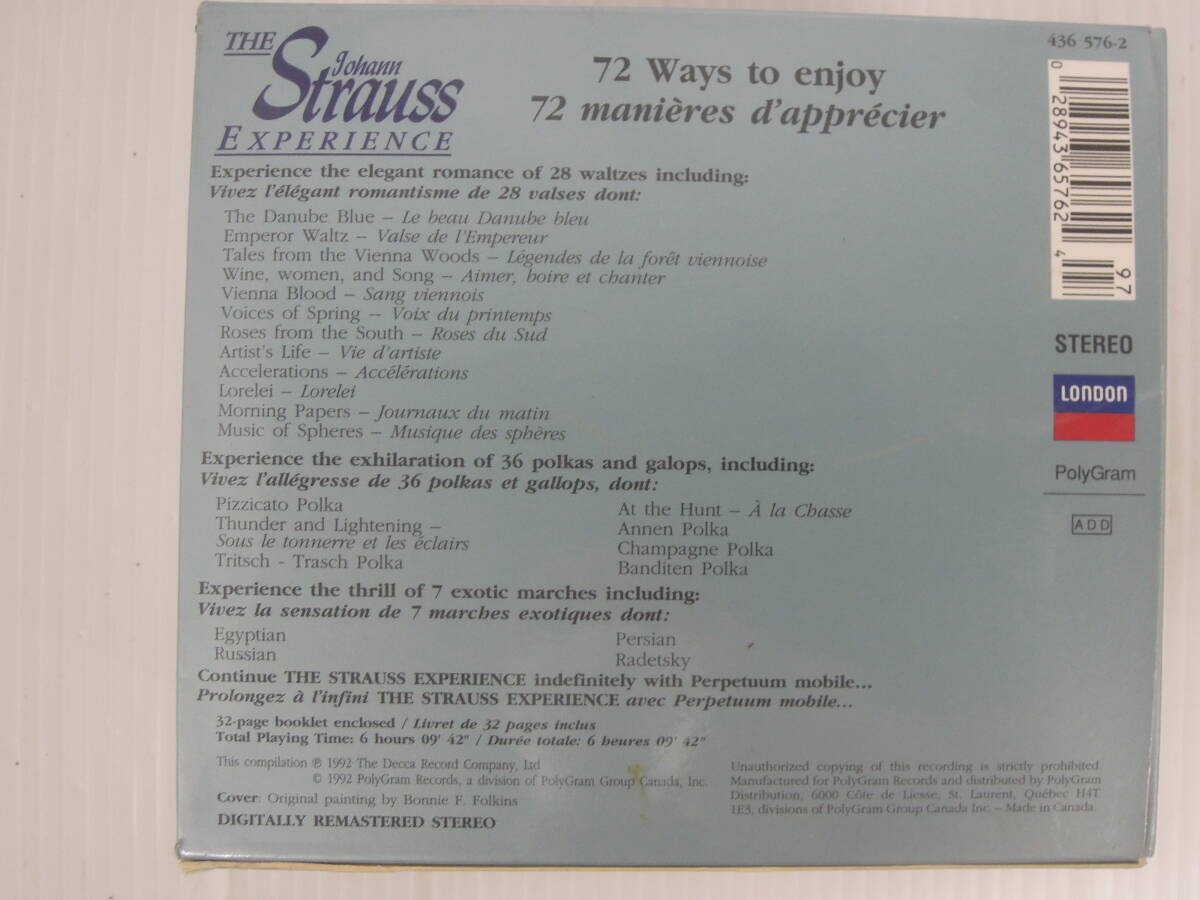 THE
Johann
Strauss
EXPERIENCE
72 Ways to enjoy
72 manières d'apprécier
436 576-2
0 28943 65762 4
97
Experience the elegant romance of 28 waltzes including:
Vivez l'élégant romantisme de 28 valses dont:
The Danube Blue – Le beau Danube bleu
Emperor Waltz – Valse de l'Empereur
Tales from the Vienna Woods – Légendes de la forêt viennoise
Wine, women, and Song – Aimer, boire et chanter
Vienna Blood – Sang viennois
Voices of Spring -- Voix du printemps
Roses from the South – Roses du Sud
Artist's Life – Vie d'artiste
Accelerations – Accélérations
Lorelei – Lorelei
Morning Papers – Journaux du matin
Music of Spheres – Musique des sphères
STEREO
LONDON
PolyGram
ADD
Experience the exhilaration of 36 polkas and galops, including:
Vivez l'allégresse de 36 polkas et gallops, dont:
Pizzicato Polka
Thunder and Lightening –
Sous le tonnerre et les éclairs
Tritsch - Trasch Polka
At the Hunt – À la Chasse
Annen Polka
Champagne Polka
Banditen Polka
Experience the thrill of 7 exotic marches including:
Vivez la sensation de 7 marches exotiques dont:
Egyptian
Russian
Persian
Radetsky
Continue THE STRAUSS EXPERIENCE indefinitely with Perpetuum mobile...
Prolongez à l'infini THE STRAUSS EXPERIENCE avec Perpetuum mobile...
32-page booklet enclosed / Livret de 32 pages inclus
Total Playing Time: 6 hours 09' 42" / Durée totale: 6 heures 09' 42"
This compilation ℗ 1992 The Decca Record Company, Ltd
© 1992 PolyGram Records, a division of PolyGram Group Canada, Inc.
Cover: Original painting by Bonnie F. Folkins
DIGITALLY REMASTERED STEREO
Unauthorized copying of this recording is strictly prohibited.
Manufactured for PolyGram Records and distributed by PolyGram
Distribution, 6000 Côte de Liesse, St. Laurent, Québec H4T
1E3, divisions of PolyGram Group Canada Inc. – Made in Canada.